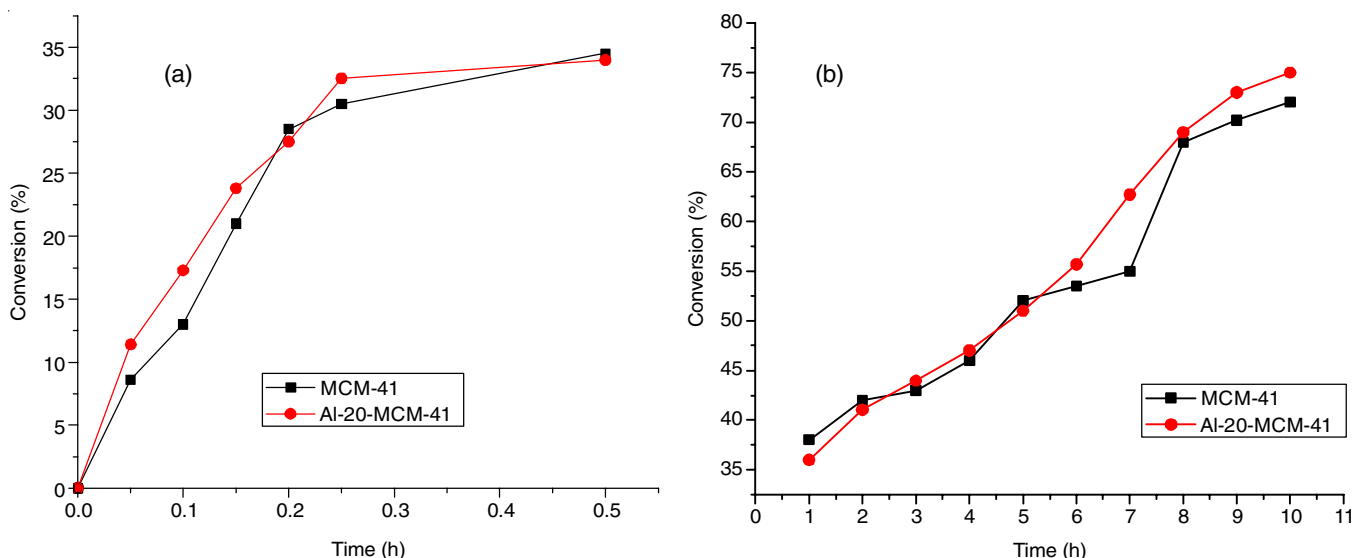 (a)
Conversion (%)
35
30
25
20
15
10
5
0
0.0 0.1 0.2 0.3 0.4 0.5
Time (h)
MCM-41
Al-20-MCM-41
(b)
Conversion (%)
80
75
70
65
60
55
50
45
40
35
0 1 2 3 4 5 6 7 8 9 10 11
Time (h)
MCM-41
Al-20-MCM-41